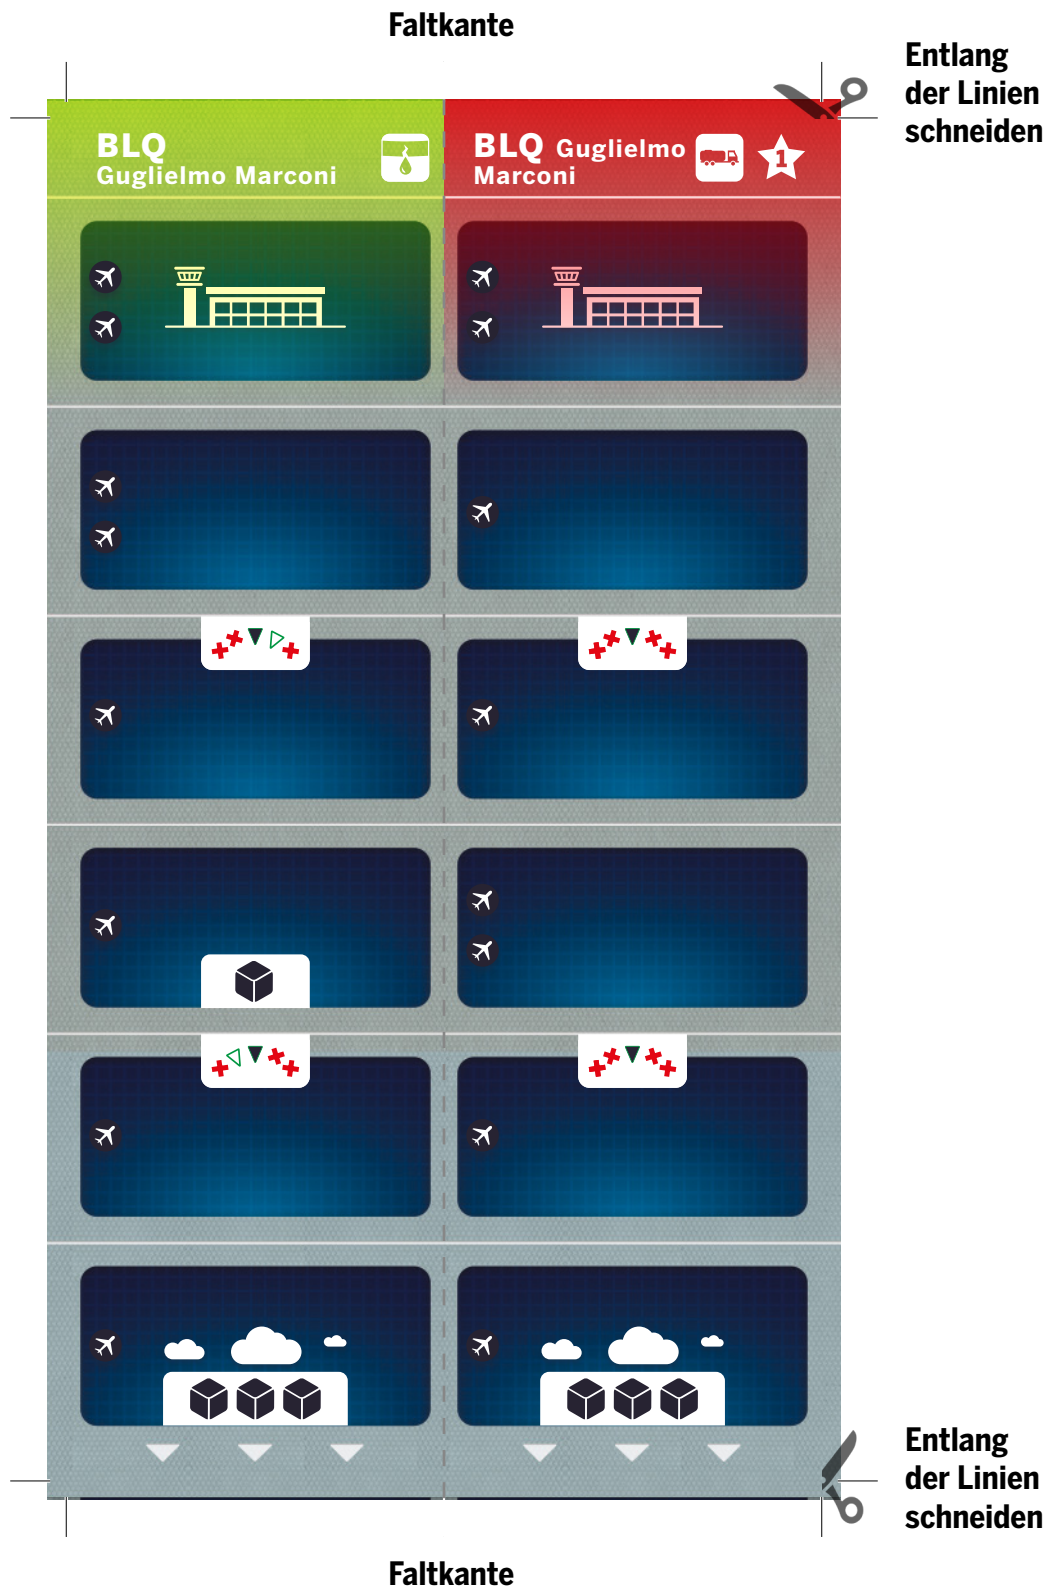 Faltkante
Entlang
der Linien
schneiden
BLQ
Guglielmo Marconi
BLQ Guglielmo
Marconi
1
Entlang
der Linien
schneiden
Faltkante